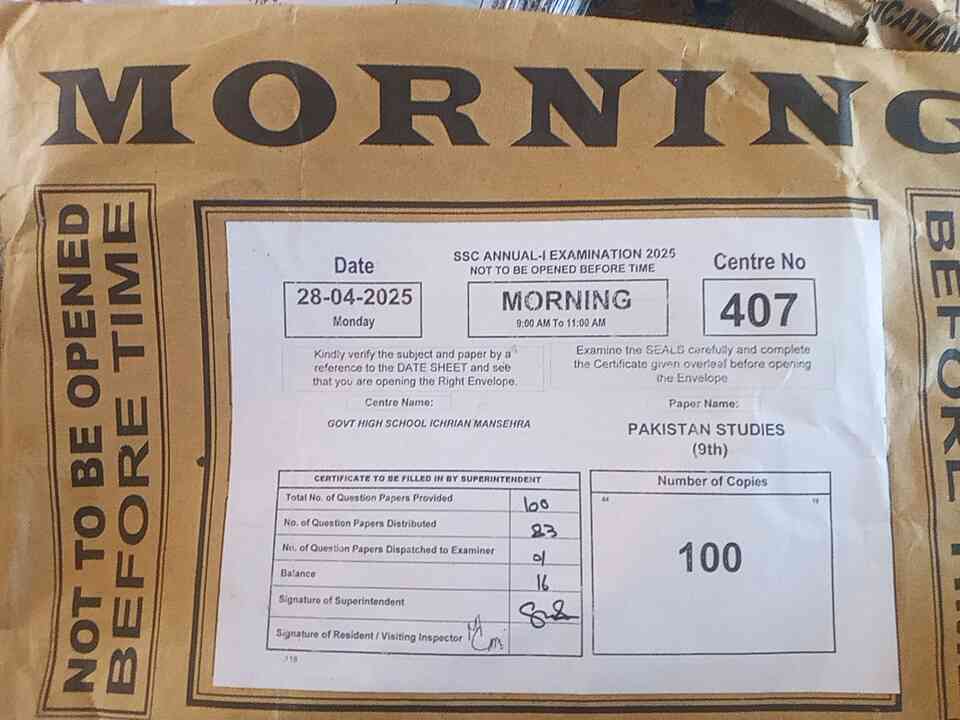 ICATION
MORNING
NOT TO BE OPENED
BEFORE TIME
Date
28-04-2025
Monday
SSC ANNUAL-I EXAMINATION 2025
NOT TO BE OPENED BEFORE TIME
MORNING
9:00 AM To 11:00 AM
Centre No
407
Kindly verify the subject and paper by a
reference to the DATE SHEET and see
that you are opening the Right Envelope.
Examine the SEALS carefully and complete
the Certificate given overleaf before opening
the Envelope
Centre Name:
GOVT HIGH SCHOOL ICHRIAN MANSEHRA
Paper Name:
PAKISTAN STUDIES
(9th)
CERTIFICATE TO BE FILLED IN BY SUPERINTENDENT
Total No. of Question Papers Provided 100
No. of Question Papers Distributed 83
No. of Question Papers Dispatched to Examiner 01
Balance 16
Signature of Superintendent
Signature of Resident / Visiting Inspector
Number of Copies
100
BEFORE